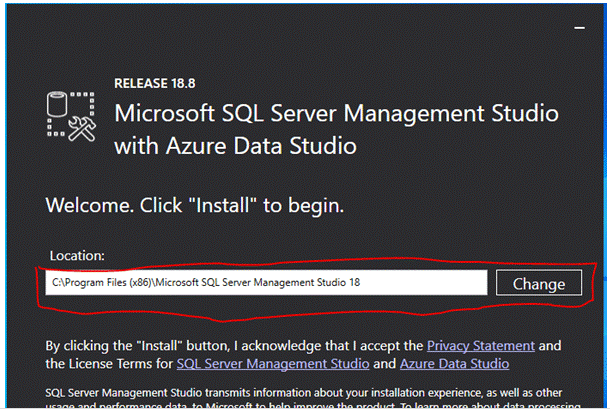 RELEASE 18.8
Microsoft SQL Server Management Studio
with Azure Data Studio
Welcome. Click "Install" to begin.
Location:
C:\Program Files (x86)\Microsoft SQL Server Management Studio 18
Change
By clicking the "Install" button, I acknowledge that I accept the Privacy Statement and
the License Terms for SQL Server Management Studio and Azure Data Studio
SQL Server Management Studio transmits information about your installation experience, as well as other
usage and performance data, to Microsoft to help improve the product. To learn more about data processing